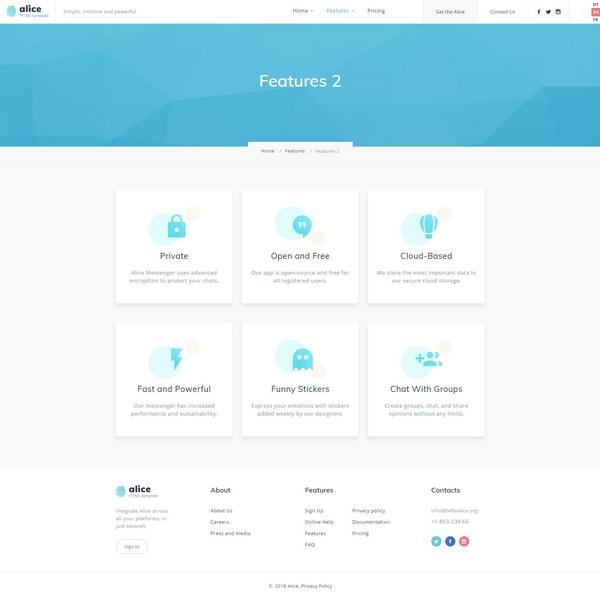 alice
HTML template
Simple, intuitive and powerful
Home
Features
Pricing
Get the Alice
Contact Us
DT
EN
FR
Features 2
Home / Features / Features 2
Private
Alice Messenger uses advanced
encryption to protect your chats.
Open and Free
Our app is open-source and free for
all registered users.
Cloud-Based
We store the most important data in
our secure cloud storage.
Fast and Powerful
Our messenger has increased
performance and sustainability.
Funny Stickers
Express your emotions with stickers
added weekly by our designers.
Chat With Groups
Create groups, chat, and share
opinions without any limits.
alice
HTML template
Integrate Alice across
all your platforms, in
just seconds
Sign in
About
About Us
Careers
Press and media
Features
Sign Up
Online Help
Features
FAQ
Privacy policy
Documentation
Pricing
Contacts
info@helloalice.org
+1-853-234-65
© 2018 Alice. Privacy Policy